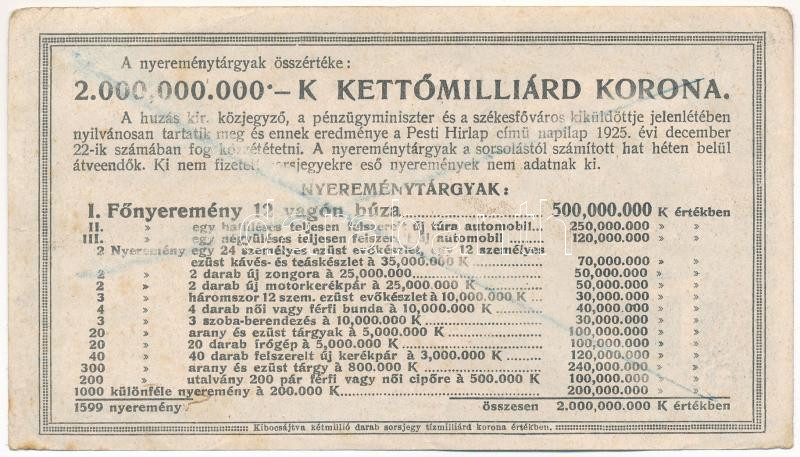 A nyereménytárgyak összértéke:
2.000,000.000·– K KETTŐMILLIÁRD KORONA.
A huzás kir. közjegyző, a pénzügyminiszter és a székesfőváros kiküldöttje jelenlétében
nyilvánosan tartatik meg és ennek eredménye a Pesti Hirlap című napilap 1925. évi december
22-ik számában fog közzététetni. A nyereménytárgyak a sorsolástól számított hat héten belül
átveendők. Ki nem fizetett sorsjegyekre eső nyeremények nem adatnak ki.
NYEREMÉNYTÁRGYAK:
I. Főnyeremény 13 vagón búza 500,000.000 K értékben
II. » egy hatüléses teljesen felszerelt új túra automobil 250,000.000 » »
III. » egy négyüléses teljesen felszerelt új automobil 120,000.000 » »
2 Nyeremény egy 24 személyes ezüst evőkészlet, egy 12 személyes
ezüst kávés- és teáskészlet à 35,000.000 K 70,000.000 » »
2 » 2 darab új zongora à 25,000.000 50,000.000 » »
2 » 2 darab új motorkerékpár à 25,000.000 K 50,000.000 » »
3 » háromszor 12 szem. ezüst evőkészlet à 10,000.000 K 30,000.000 » »
4 » 4 darab női vagy férfi bunda à 10,000.000 K 40,000.000 » »
3 » 3 szoba-berendezés à 10,000.000 K 30,000.000 » »
20 » arany és ezüst tárgyak à 5,000.000 K 100,000.000 » »
20 » 20 darab írógép à 5,000.000 K 100,000.000 » »
40 » 40 darab felszerelt új kerékpár à 3,000.000 K 120,000.000 » »
300 » arany és ezüst tárgy à 800.000 K 240,000.000 » »
200 » utalvány 200 pár férfi vagy női cipőre à 500.000 K 100,000.000 » »
1000 különféle nyeremény à 200.000 K 200,000.000 » »
1599 nyeremény összesen 2.000,000.000 K értékben
Kibocsájtva kétmillió darab sorsjegy tízmilliárd korona értékben.